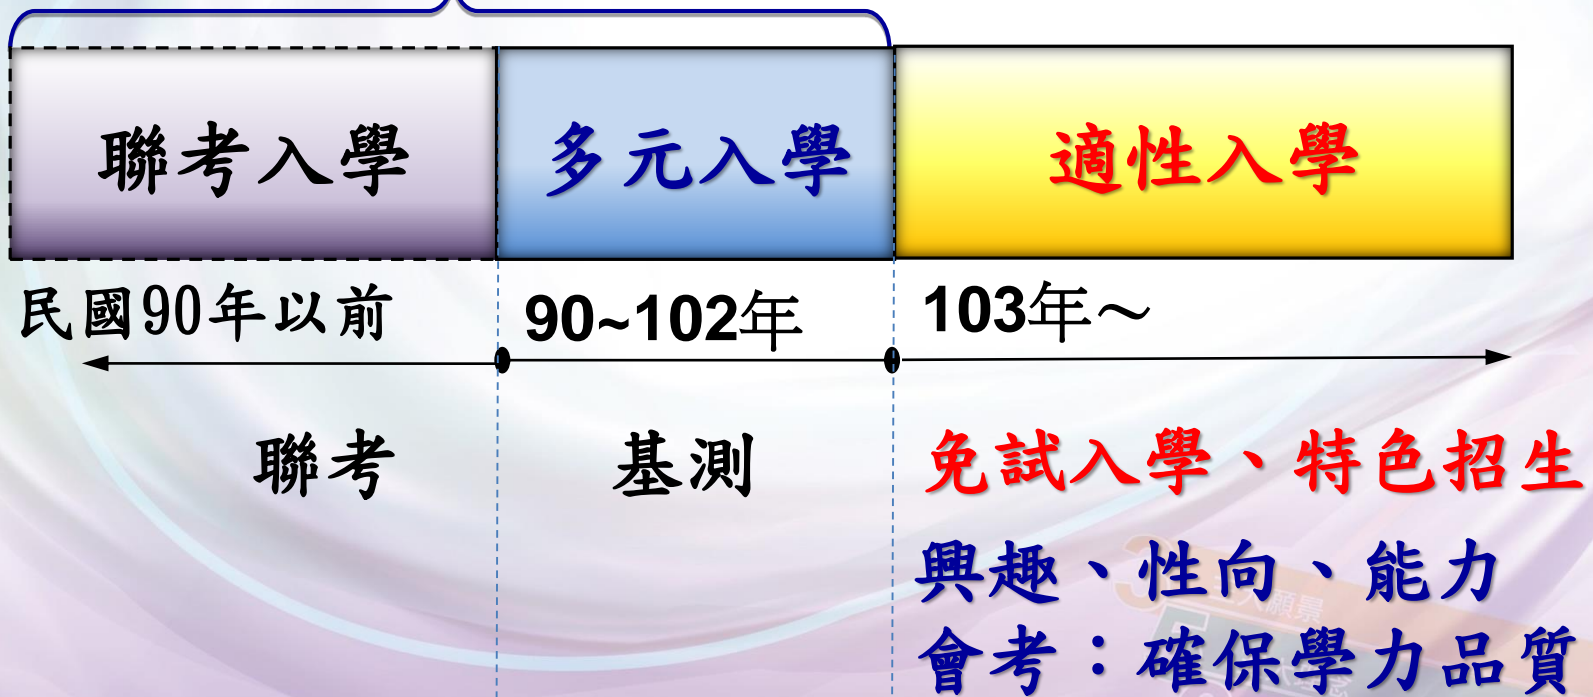 聯考入學 多元入學 適性入學
民國90年以前 90~102年 103年～
聯考 基測 免試入學、特色招生
興趣、性向、能力
會考：確保學力品質